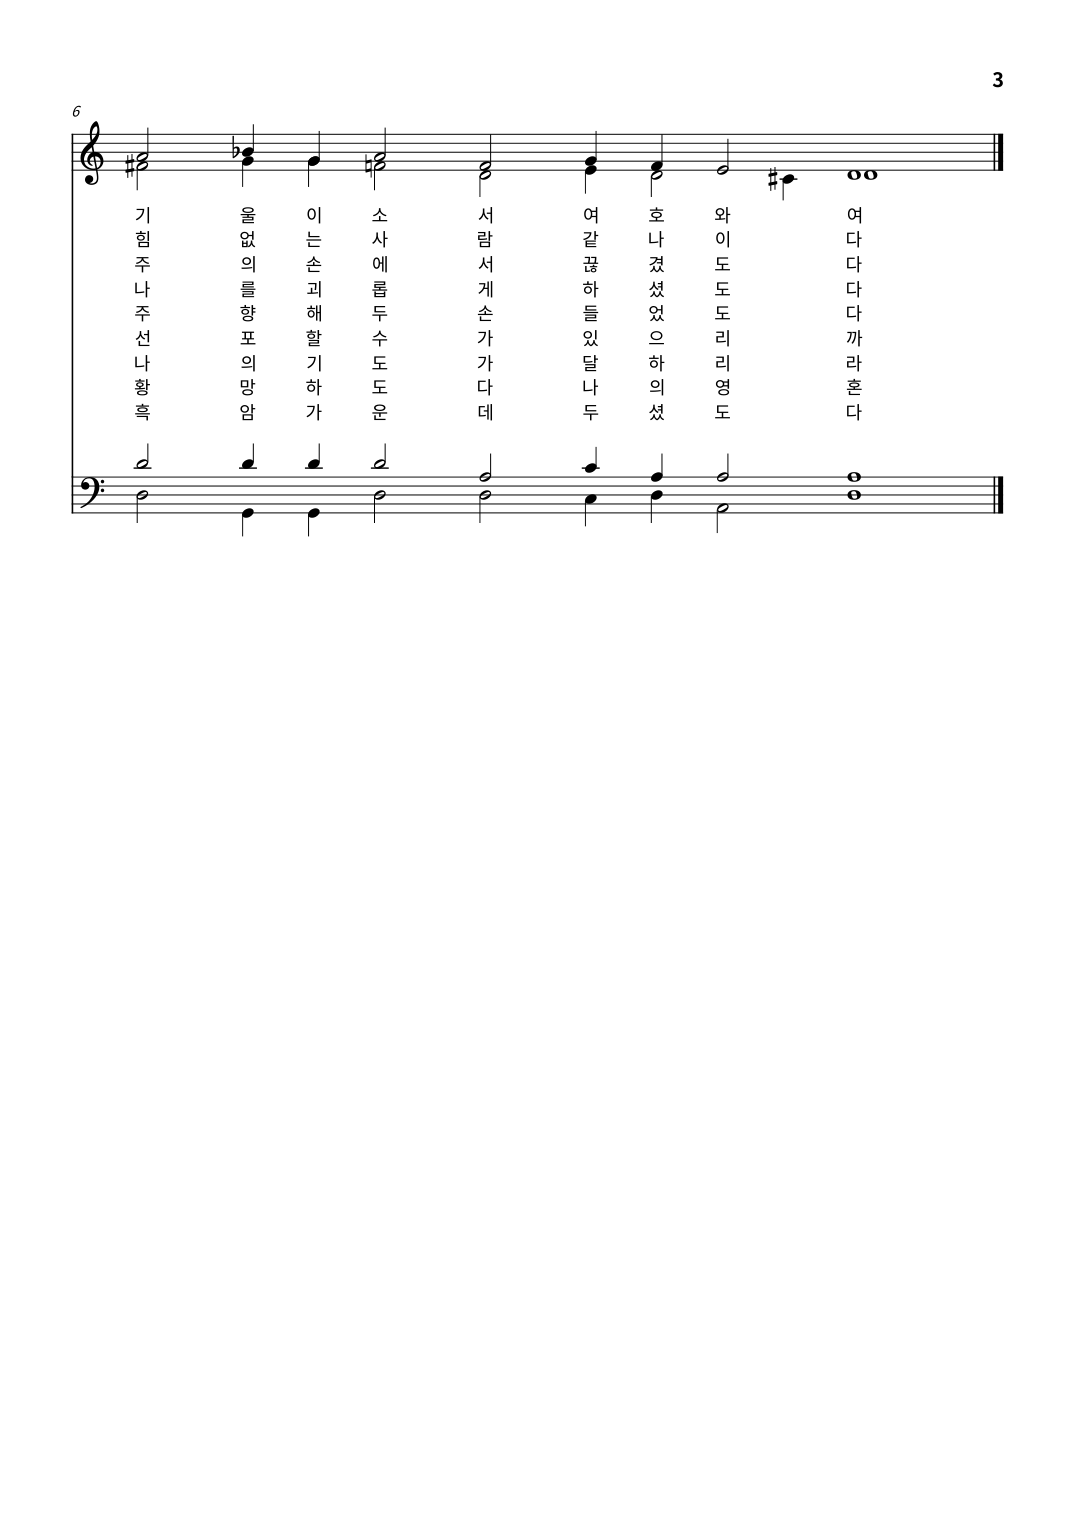 3
6
기 울 이 소 서 여 호 와 여
힘 없 는 사 람 같 나 이 다
주 의 손 에 서 끊 겼 도 다
나 를 괴 롭 게 하 셨 도 다
주 향 해 두 손 들 었 도 다
선 포 할 수 가 있 으 리 까
나 의 기 도 가 달 하 리 라
황 망 하 도 다 나 의 영 혼
흑 암 가 운 데 두 셨 도 다